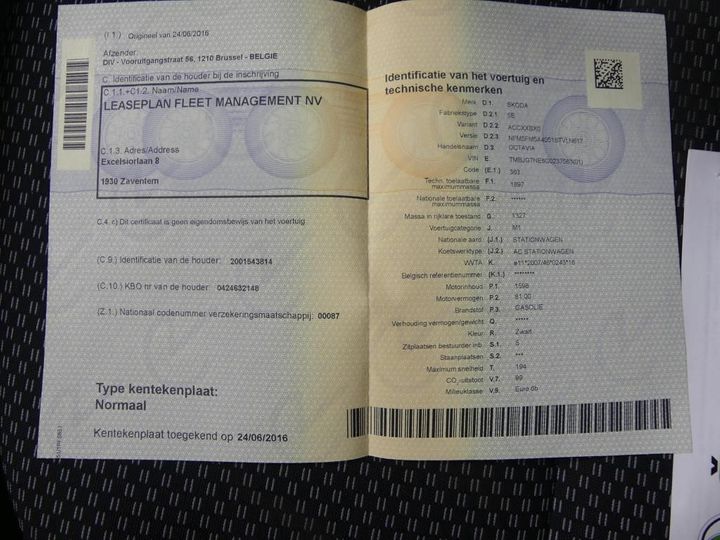 Origineel van 24/06/2016
Afzender:
DIV - Vooruitgangstraat 56, 1210 Brussel - BELGIE
C. Identificatie van de houder bij de inschrijving
C 1.1.+C1.2. Naam/Name
LEASEPLAN FLEET MANAGEMENT NV
C.1.3. Adres/Address
Excelsiorlaan 8
1930 Zaventem
C.4. c) Dit certificaat is geen eigendomsbewijs van het voertuig.
(C.9.) Identificatie van de houder: 2001543814
(C.10.) KBO nr van de houder: 0424632148
(Z.1.) Nationaal codenummer verzekeringsmaatschappij: 00087
Type kentekenplaat:
Normaal
Kentekenplaat toegekend op 24/06/2016
Identificatie van het voertuig en
technische kenmerken
Merk D.1. SKODA
Fabriekstype D.2.1 5E
Variant D.2.2
Versie D.2.3
Handelsnaam D.3. OCTAVIA
VIN E
Code (E.1.) 363
Techn. toelaatbare F.1. 1897
maximummassa
Nationale toelaatbare F.2. ******
maximummassa
Massa in rijklare toestand G. 1327
Voertuigcategorie J. M1
Nationale aard (J.1.) STATIONWAGEN
Koetswerktype (J.2.) AC STATIONWAGEN
WVTA K. e11*2007/46*0243*16
Belgisch referentienummer (K.1.) ********
Motorinhoud P.1. 1598
Motorvermogen P.2. 81.00
Brandstof P.3. GASOLIE
Verhouding vermogen/gewicht Q. *****
Kleur R. Zwart
Zitplaatsen bestuurder inb. S.1. 5
Staanplaatsen S.2. ***
Maximum snelheid T. 194
CO₂-uitstoot V.7. 99
Milieuklasse V.9. Euro 6b